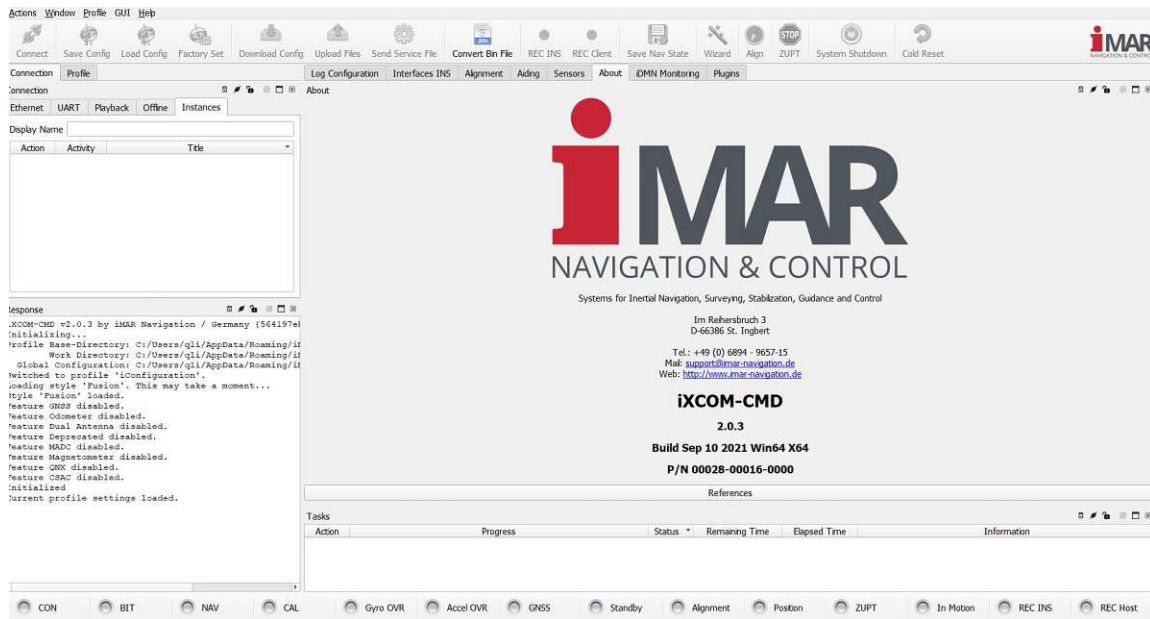 Actions Window Profile GUI Help
Connect Save Config Load Config Factory Set Download Config Upload Files Send Service File Convert Bin File REC INS REC Client Save Nav State Wizard Align ZUPT System Shutdown Cold Reset
STOP
iMAR
NAVIGATION & CONTROL
Connection Profile
Log Configuration Interfaces INS Alignment Aiding Sensors About iDMN Monitoring Plugins
Connection
About
Ethernet UART Playback Offline Instances
Display Name
Action Activity Title
iMAR
NAVIGATION & CONTROL
Systems for Inertial Navigation, Surveying, Stabilization, Guidance and Control
Im Reihersbruch 3
D-66386 St. Ingbert
Tel.: +49 (0) 6894 - 9657-15
Mail: support@imar-navigation.de
Web: http://www.imar-navigation.de
iXCOM-CMD
2.0.3
Build Sep 10 2021 Win64 X64
P/N 00028-00016-0000
References
Response
XCOM-CMD v2.0.3 by iMAR Navigation / Germany (564197e
Initializing...
Profile Base-Directory: C:/Users/qli/AppData/Roaming/i
Work Directory: C:/Users/qli/AppData/Roaming/i
Global Configuration: C:/Users/qli/AppData/Roaming/i
Switched to profile 'iConfiguration'.
Loading style 'Fusion'. This may take a moment...
Style 'Fusion' loaded.
Feature GNSS disabled.
Feature Odometer disabled.
Feature Dual Antenna disabled.
Feature Deprecated disabled.
Feature MADC disabled.
Feature Magnetometer disabled.
Feature QNX disabled.
Feature CSAC disabled.
Initialized
Current profile settings loaded.
Tasks
Action Progress Status Remaining Time Elapsed Time Information
CON BIT NAV CAL Gyro OVR Accel OVR GNSS Standby Alignment Position ZUPT In Motion REC INS REC Host